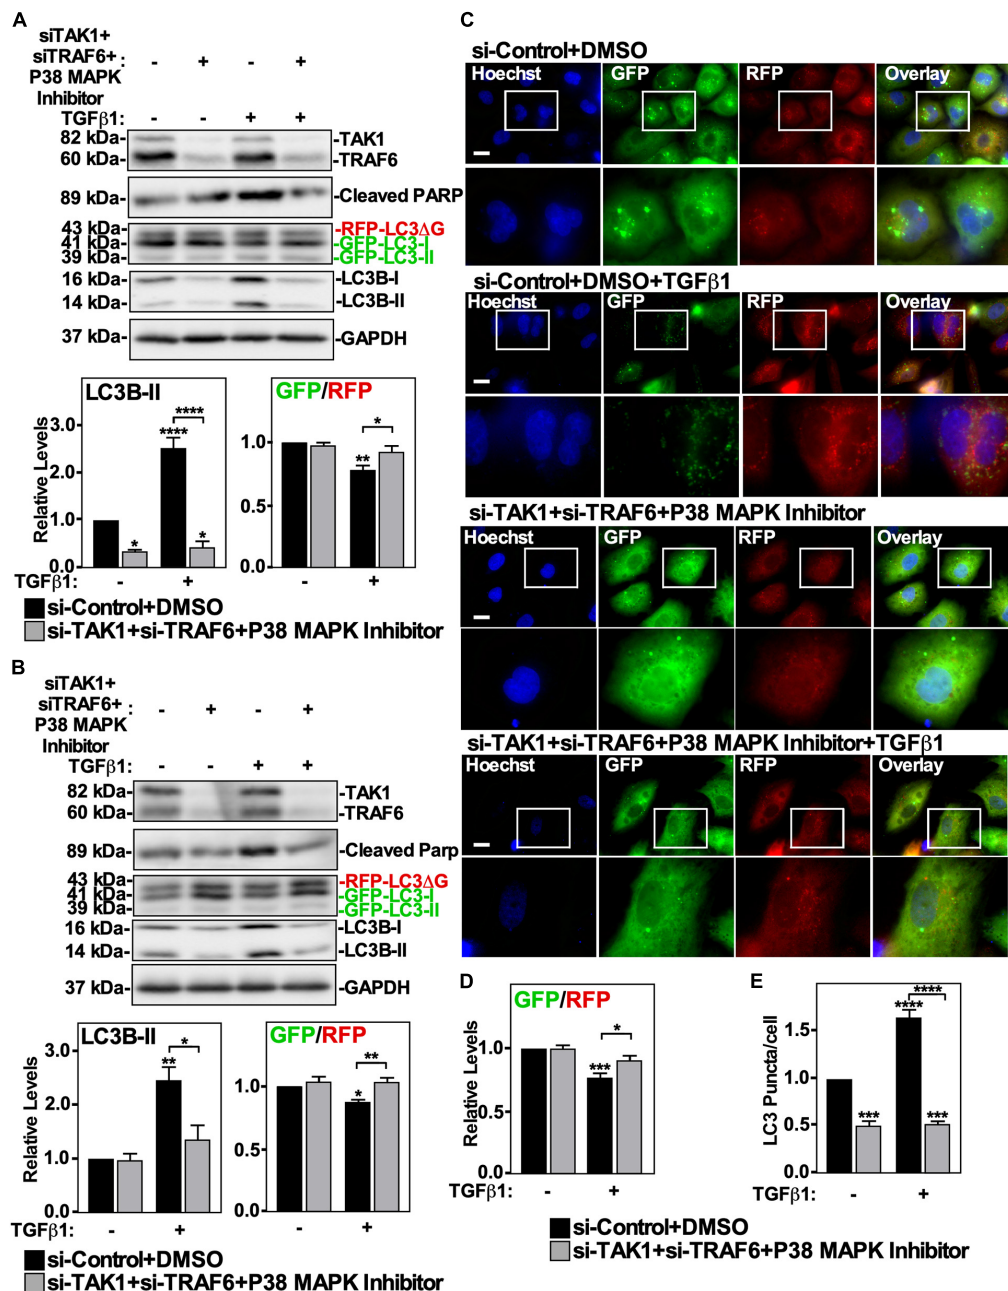 A
siTAK1+
siTRAF6+ : - + - +
P38 MAPK
Inhibitor
TGFβ1: - - + +
82 kDa- -TAK1
60 kDa- -TRAF6
89 kDa- -Cleaved PARP
43 kDa- -RFP-LC3ΔG
41 kDa- -GFP-LC3-I
39 kDa- -GFP-LC3-II
16 kDa- -LC3B-I
14 kDa- -LC3B-II
37 kDa- -GAPDH
LC3B-II
Relative Levels
3.0
1.0
0.0
****
****
*
*
GFP/RFP
1.0
0.5
0.0
*
**
TGFβ1: - + - +
si-Control+DMSO
si-TAK1+si-TRAF6+P38 MAPK Inhibitor
B
siTAK1+
siTRAF6+ : - + - +
P38 MAPK
Inhibitor
TGFβ1: - - + +
82 kDa- -TAK1
60 kDa- -TRAF6
89 kDa- -Cleaved Parp
43 kDa- -RFP-LC3ΔG
41 kDa- -GFP-LC3-I
39 kDa- -GFP-LC3-II
16 kDa- -LC3B-I
14 kDa- -LC3B-II
37 kDa- -GAPDH
LC3B-II
Relative Levels
3.0
1.0
0.0
*
**
GFP/RFP
1.0
0.5
0.0
**
*
TGFβ1: - + - +
si-Control+DMSO
si-TAK1+si-TRAF6+P38 MAPK Inhibitor
C
si-Control+DMSO
Hoechst GFP RFP Overlay
si-Control+DMSO+TGFβ1
Hoechst GFP RFP Overlay
si-TAK1+si-TRAF6+P38 MAPK Inhibitor
Hoechst GFP RFP Overlay
si-TAK1+si-TRAF6+P38 MAPK Inhibitor+TGFβ1
Hoechst GFP RFP Overlay
D
GFP/RFP
Relative Levels
1.0
0.5
0.0
*
***
TGFβ1: - +
E
LC3 Puncta/cell
1.5
1.0
0.5
0.0
****
****
***
***
TGFβ1: - +
si-Control+DMSO
si-TAK1+si-TRAF6+P38 MAPK Inhibitor